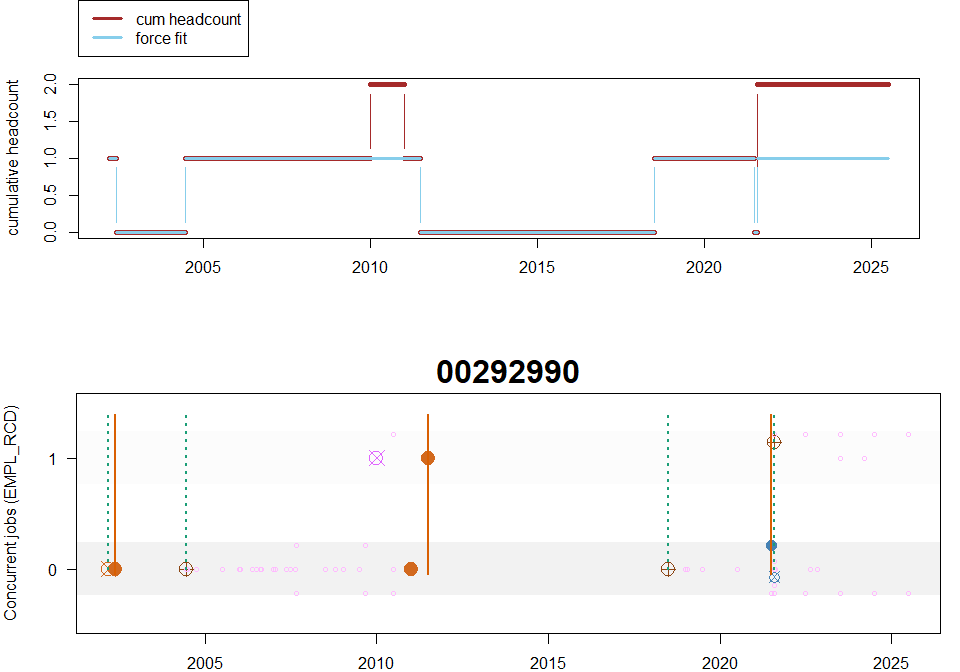 cum headcount
force fit
cumulative headcount
2.0
1.5
1.0
0.5
0.0
2005 2010 2015 2020 2025
00292990
Concurrent jobs (EMPL_RCD)
1
0
2005 2010 2015 2020 2025